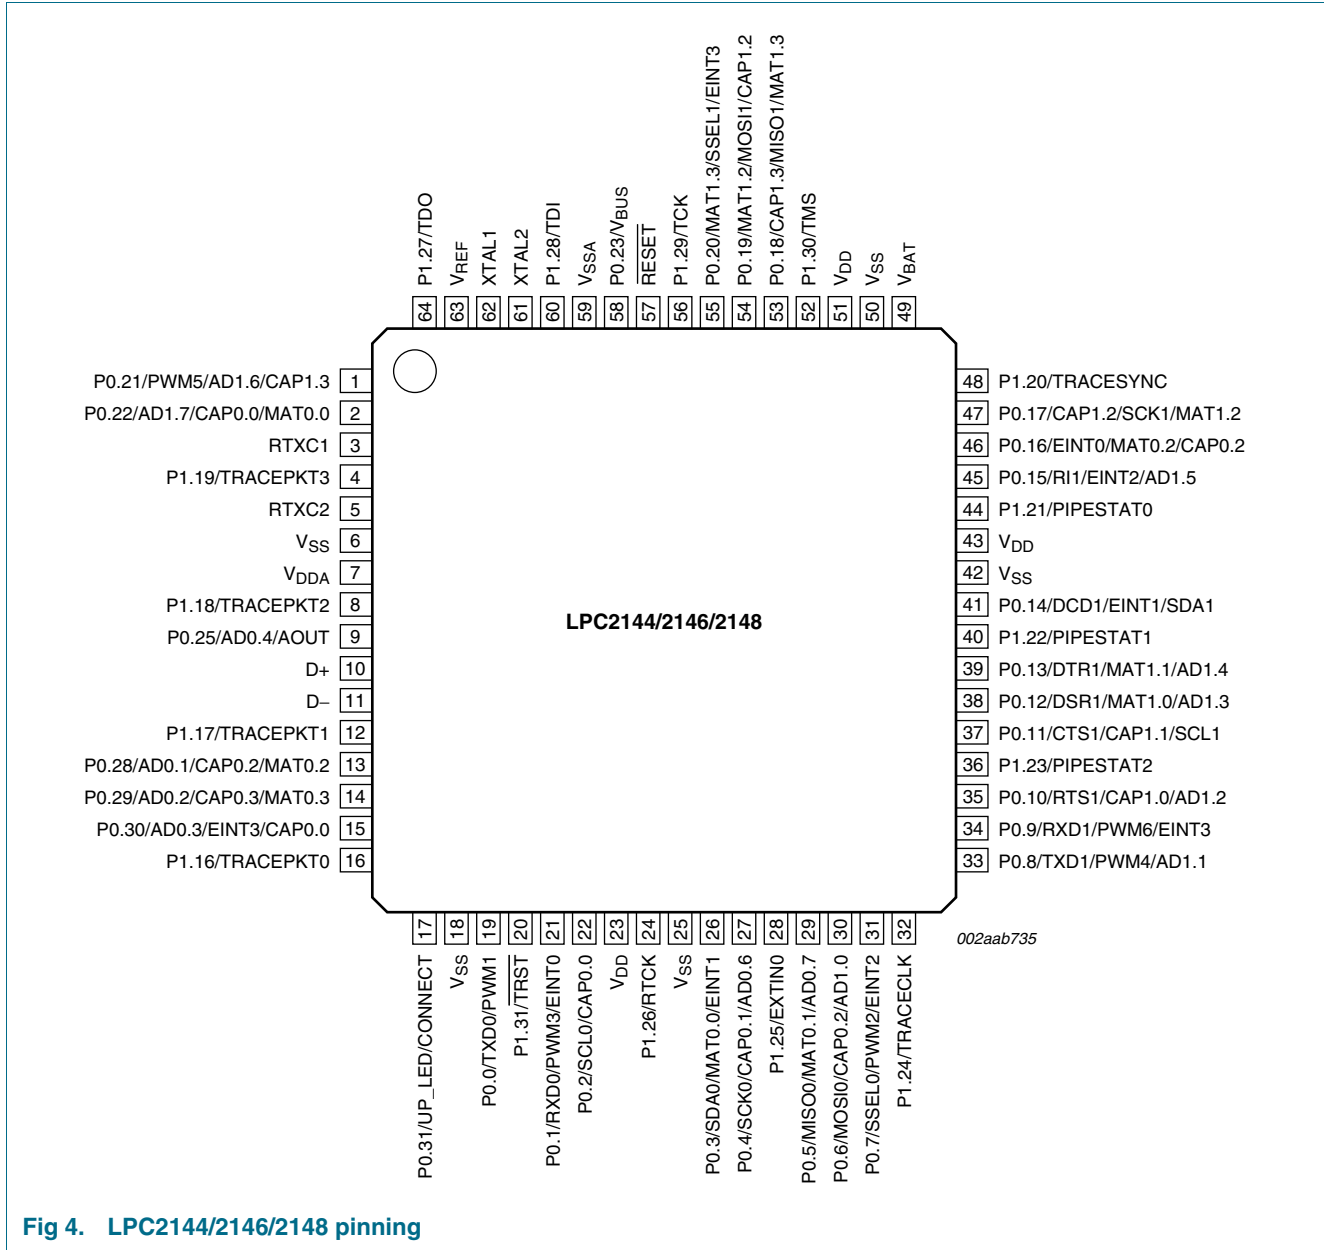 64 P1.27/TDO
63 VREF
62 XTAL1
61 XTAL2
60 P1.28/TDI
59 VSSA
58 P0.23/VBUS
57 RESET
56 P1.29/TCK
55 P0.20/MAT1.3/SSEL1/EINT3
54 P0.19/MAT1.2/MOSI1/CAP1.2
53 P0.18/CAP1.3/MISO1/MAT1.3
52 P1.30/TMS
51 VDD
50 VSS
49 VBAT
P0.21/PWM5/AD1.6/CAP1.3 1
P0.22/AD1.7/CAP0.0/MAT0.0 2
RTXC1 3
P1.19/TRACEPKT3 4
RTXC2 5
VSS 6
VDDA 7
P1.18/TRACEPKT2 8
P0.25/AD0.4/AOUT 9
D+ 10
D− 11
P1.17/TRACEPKT1 12
P0.28/AD0.1/CAP0.2/MAT0.2 13
P0.29/AD0.2/CAP0.3/MAT0.3 14
P0.30/AD0.3/EINT3/CAP0.0 15
P1.16/TRACEPKT0 16
LPC2144/2146/2148
48 P1.20/TRACESYNC
47 P0.17/CAP1.2/SCK1/MAT1.2
46 P0.16/EINT0/MAT0.2/CAP0.2
45 P0.15/RI1/EINT2/AD1.5
44 P1.21/PIPESTAT0
43 VDD
42 VSS
41 P0.14/DCD1/EINT1/SDA1
40 P1.22/PIPESTAT1
39 P0.13/DTR1/MAT1.1/AD1.4
38 P0.12/DSR1/MAT1.0/AD1.3
37 P0.11/CTS1/CAP1.1/SCL1
36 P1.23/PIPESTAT2
35 P0.10/RTS1/CAP1.0/AD1.2
34 P0.9/RXD1/PWM6/EINT3
33 P0.8/TXD1/PWM4/AD1.1
P0.31/UP_LED/CONNECT 17
VSS 18
P0.0/TXD0/PWM1 19
P1.31/TRST 20
P0.1/RXD0/PWM3/EINT0 21
P0.2/SCL0/CAP0.0 22
VDD 23
P1.26/RTCK 24
VSS 25
P0.3/SDA0/MAT0.0/EINT1 26
P0.4/SCK0/CAP0.1/AD0.6 27
P1.25/EXTIN0 28
P0.5/MISO0/MAT0.1/AD0.7 29
P0.6/MOSI0/CAP0.2/AD1.0 30
P0.7/SSEL0/PWM2/EINT2 31
P1.24/TRACECLK 32
002aab735
Fig 4. LPC2144/2146/2148 pinning